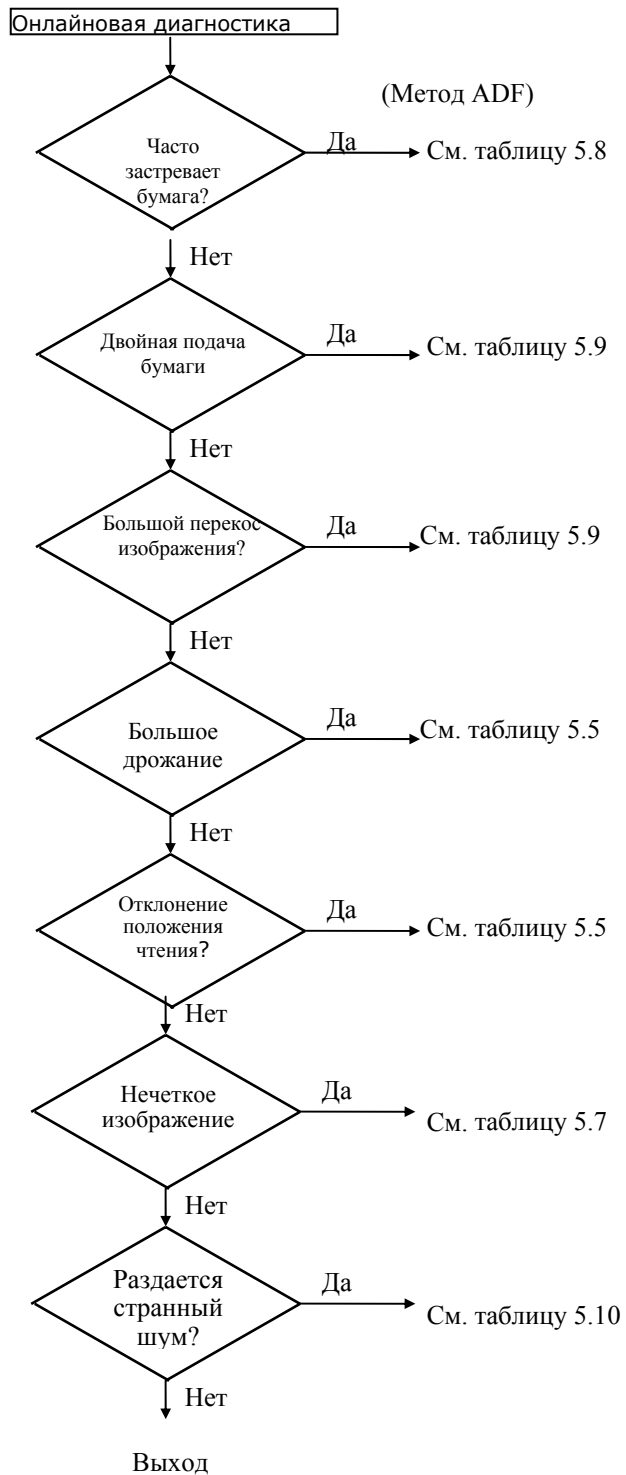 Онлайновая диагностика
(Метод ADF)
Часто
застревает
бумага?
Да
См. таблицу 5.8
Нет
Двойная подача
бумаги
Да
См. таблицу 5.9
Нет
Большой перекос
изображения?
Да
См. таблицу 5.9
Нет
Большое
дрожание
Да
См. таблицу 5.5
Нет
Отклонение
положения
чтения?
Да
См. таблицу 5.5
Нет
Нечеткое
изображение
Да
См. таблицу 5.7
Нет
Раздается
странный
шум?
Да
См. таблицу 5.10
Нет
Выход